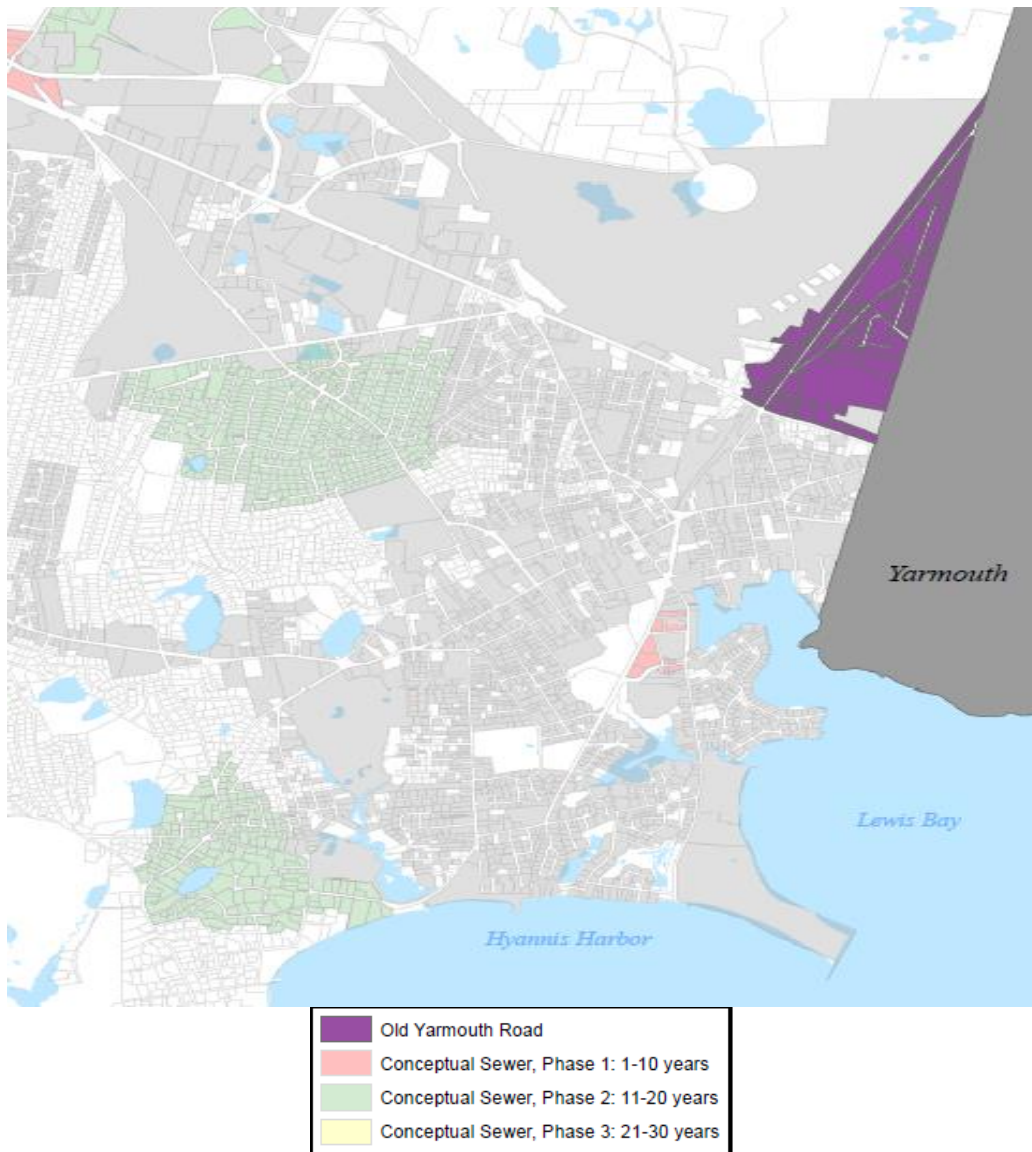 Yarmouth
Lewis Bay
Hyannis Harbor
Old Yarmouth Road
Conceptual Sewer, Phase 1: 1-10 years
Conceptual Sewer, Phase 2: 11-20 years
Conceptual Sewer, Phase 3: 21-30 years